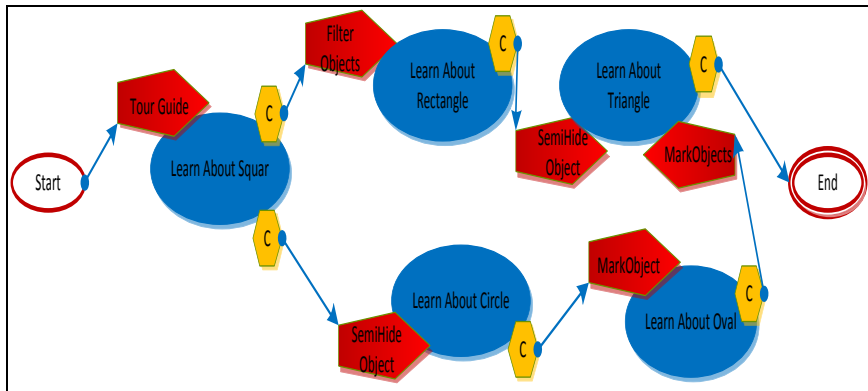 Filter
Objects
C
Learn About
Rectangle
Learn About
Triangle
C
Tour Guide
C
Learn About Squar
SemiHide
Object
MarkObjects
Start
End
C
MarkObject
Learn About Circle
SemiHide
Object
C
Learn About Oval
C